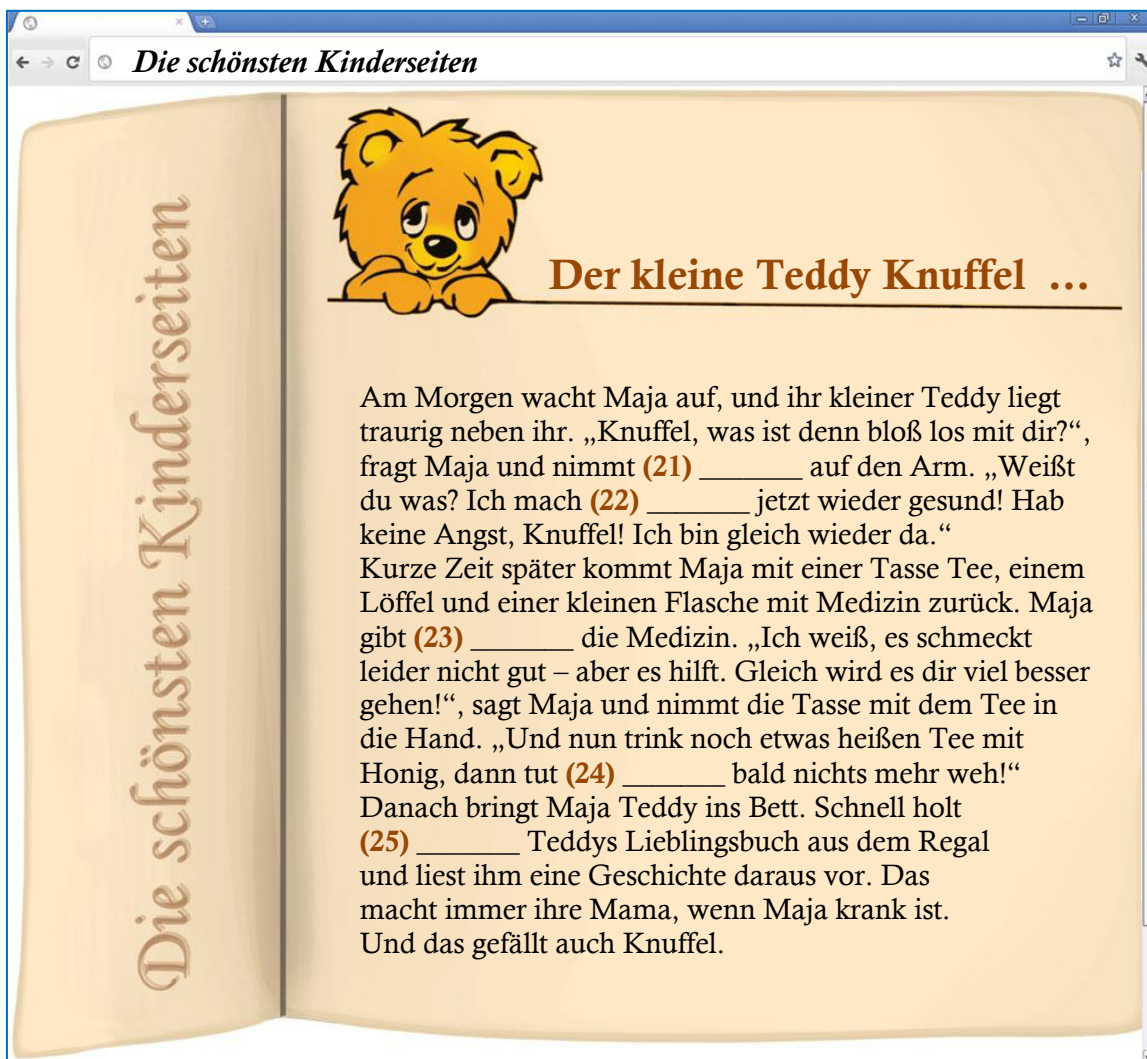 Die schönsten Kinderseiten
Die schönsten Kinderseiten
Der kleine Teddy Knuffel ...
Am Morgen wacht Maja auf, und ihr kleiner Teddy liegt
traurig neben ihr. „Knuffel, was ist denn bloß los mit dir?“,
fragt Maja und nimmt (21) _______ auf den Arm. „Weißt
du was? Ich mach (22) _______ jetzt wieder gesund! Hab
keine Angst, Knuffel! Ich bin gleich wieder da.“
Kurze Zeit später kommt Maja mit einer Tasse Tee, einem
Löffel und einer kleinen Flasche mit Medizin zurück. Maja
gibt (23) _______ die Medizin. „Ich weiß, es schmeckt
leider nicht gut – aber es hilft. Gleich wird es dir viel besser
gehen!“, sagt Maja und nimmt die Tasse mit dem Tee in
die Hand. „Und nun trink noch etwas heißen Tee mit
Honig, dann tut (24) _______ bald nichts mehr weh!“
Danach bringt Maja Teddy ins Bett. Schnell holt
(25) _______ Teddys Lieblingsbuch aus dem Regal
und liest ihm eine Geschichte daraus vor. Das
macht immer ihre Mama, wenn Maja krank ist.
Und das gefällt auch Knuffel.